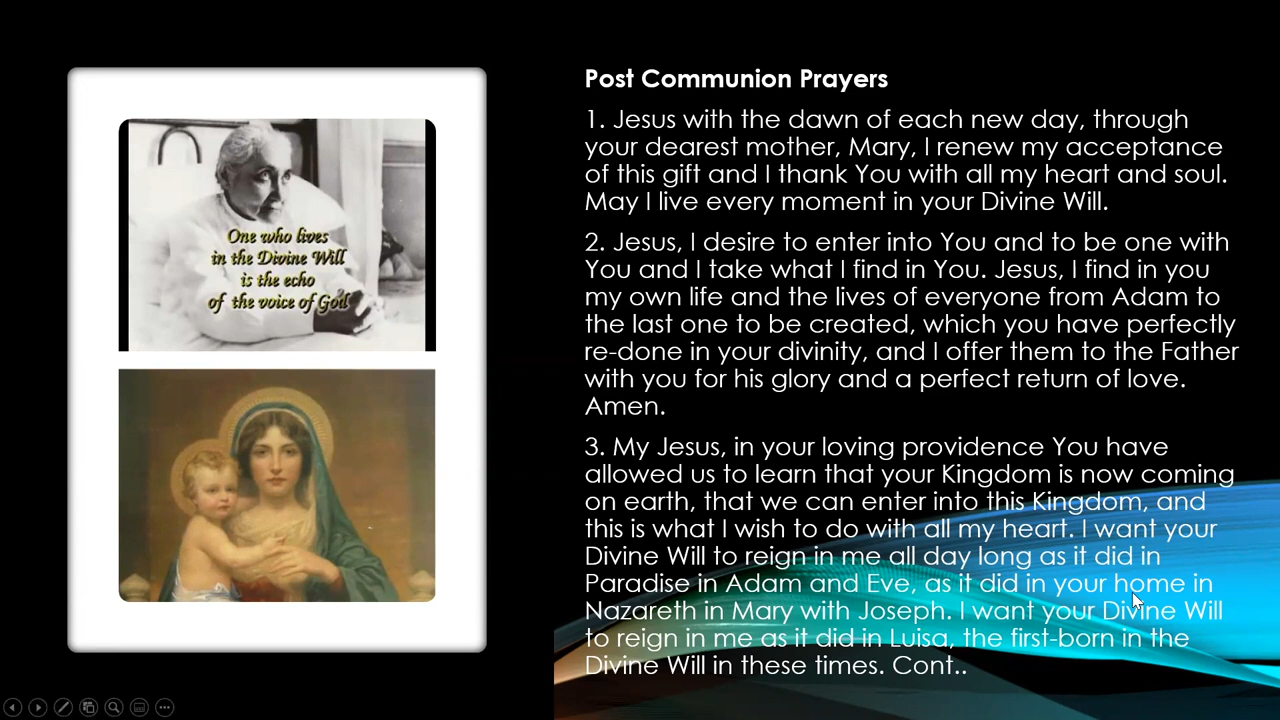 One who lives
in the Divine Will
is the echo
of the voice of God
Post Communion Prayers
1. Jesus with the dawn of each new day, through
your dearest mother, Mary, I renew my acceptance
of this gift and I thank You with all my heart and soul.
May I live every moment in your Divine Will.
2. Jesus, I desire to enter into You and to be one with
You and I take what I find in You. Jesus, I find in you
my own life and the lives of everyone from Adam to
the last one to be created, which you have perfectly
re-done in your divinity, and I offer them to the Father
with you for his glory and a perfect return of love.
Amen.
3. My Jesus, in your loving providence You have
allowed us to learn that your Kingdom is now coming
on earth, that we can enter into this Kingdom, and
this is what I wish to do with all my heart. I want your
Divine Will to reign in me all day long as it did in
Paradise in Adam and Eve, as it did in your home in
Nazareth in Mary with Joseph. I want your Divine Will
to reign in me as it did in Luisa, the first-born in the
Divine Will in these times. Cont..